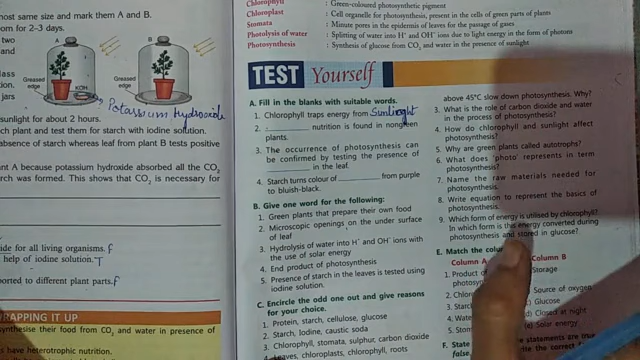 most same size and mark them A and B.
oom for 2–3 days.
two
and
A
B
lass
tion,
jars
Greased
edge
KOH
Greased
edge
Potassium Hydroxide
sunlight for about 2 hours.
ch plant and test them for starch with iodine solution.
absence of starch whereas leaf from plant B tests positive
nt A because potassium hydroxide absorbed all the CO₂
rch was formed. This shows that CO₂ is necessary for
ide for all living organisms. f
help of iodine solution. T
ported to different plant parts. f
WRAPPING IT UP
ynthesise their food from CO₂ and water in presence of
s have heterotrophic nutrition.
Chlorophyll : Green-coloured photosynthetic pigment
Chloroplast : Cell organelle for photosynthesis, present in the cells of green parts of plants
Stomata : Minute pores in the epidermis of leaves for the passage of gases
Photolysis of water : Splitting of water into H⁺ and OH⁻ ions due to light energy in the form of photons
Photosynthesis : Synthesis of glucose from CO₂ and water in the presence of sunlight
TEST Yourself
A. Fill in the blanks with suitable words.
1. Chlorophyll traps energy from Sunlight
2. nutrition is found in nongreen
plants.
3. The occurrence of photosynthesis can
be confirmed by testing the presence of
in the leaf.
4. Starch turns colour of from purple
to bluish-black.
B. Give one word for the following:
1. Green plants that prepare their own food
2. Microscopic openings on the under surface
of leaf
3. Hydrolysis of water into H⁺ and OH⁻ ions with
the use of solar energy
4. End product of photosynthesis
5. Presence of starch in the leaves is tested using
iodine solution.
C. Encircle the odd one out and give reasons
for your choice.
1. Protein, starch, cellulose, glucose
2. Starch, Iodine, caustic soda
3. Chlorophyll, stomata, sulphur, carbon dioxide
4. Leaves, chloroplasts, chlorophyll, roots
above 45°C slow down photosynthesis. Why?
3. What is the role of carbon dioxide and water
in the process of photosynthesis?
4. How do chlorophyll and sunlight affect
photosynthesis?
5. Why are green plants called autotrophs?
6. What does 'photo' represents in term
photosynthesis?
7. Name the raw materials needed for
photosynthesis.
8. Write equation to represent the basics of
photosynthesis.
9. Which form of energy is utilised by chlorophyll?
In which form is this energy converted during
photosynthesis and stored in glucose?
E. Match the
Column A
Column B
1. Product
Storage
2.
Source of oxygen
3. Starch
Glucose
4.
Closed at night
5.
(e) Solar energy
F.
statements are true
false.
the correct